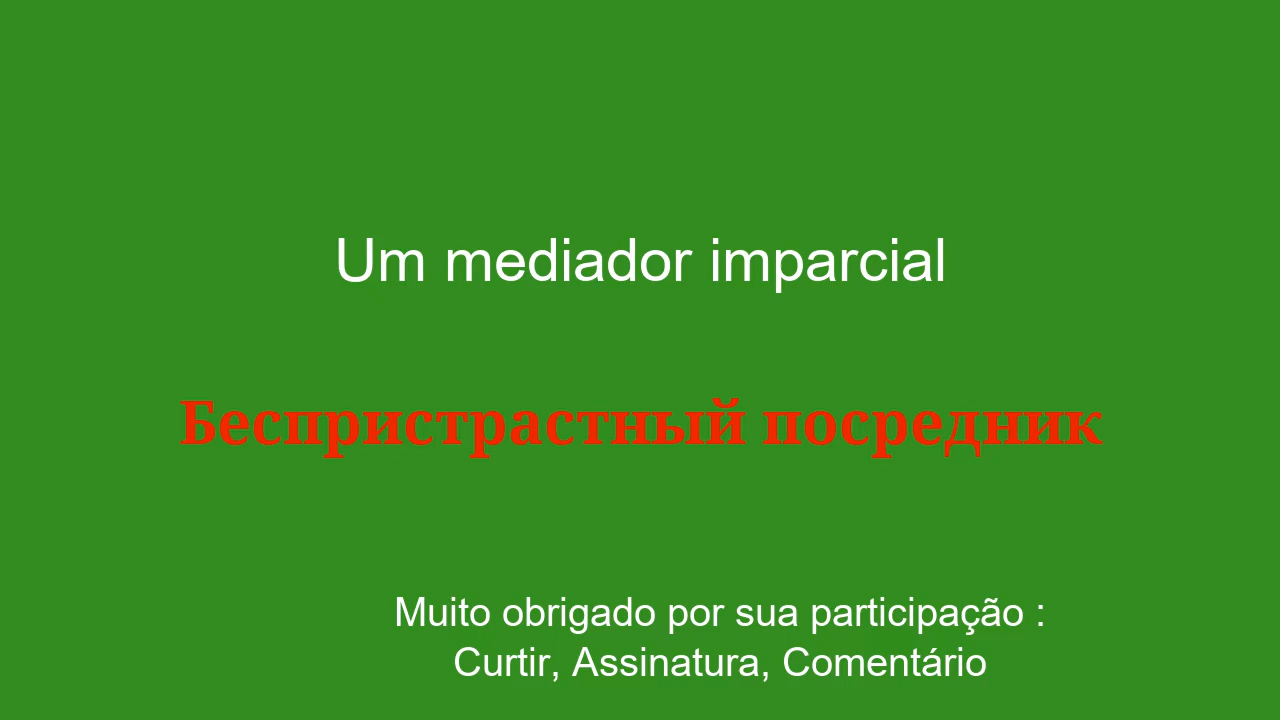 Um mediador imparcial
Беспристрастный посредник
Muito obrigado por sua participação :
Curtir, Assinatura, Comentário